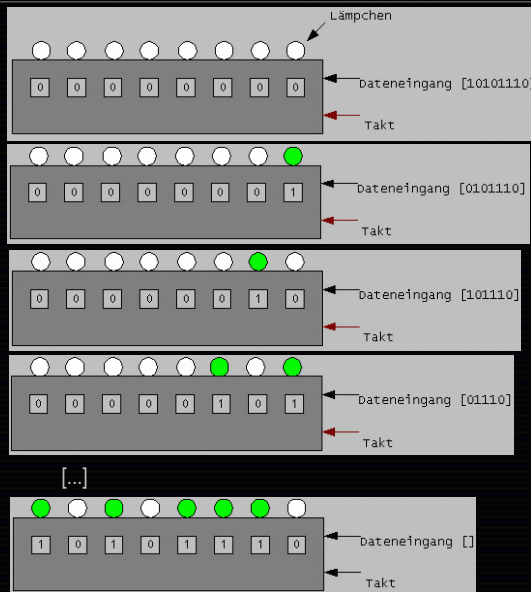 Lämpchen
0 0 0 0 0 0 0 0
Dateneingang [10101110]
Takt
0 0 0 0 0 0 0 1
Dateneingang [0101110]
Takt
0 0 0 0 0 0 1 0
Dateneingang [101110]
Takt
0 0 0 0 0 1 0 1
Dateneingang [01110]
Takt
[...]
1 0 1 0 1 1 1 0
Dateneingang []
Takt